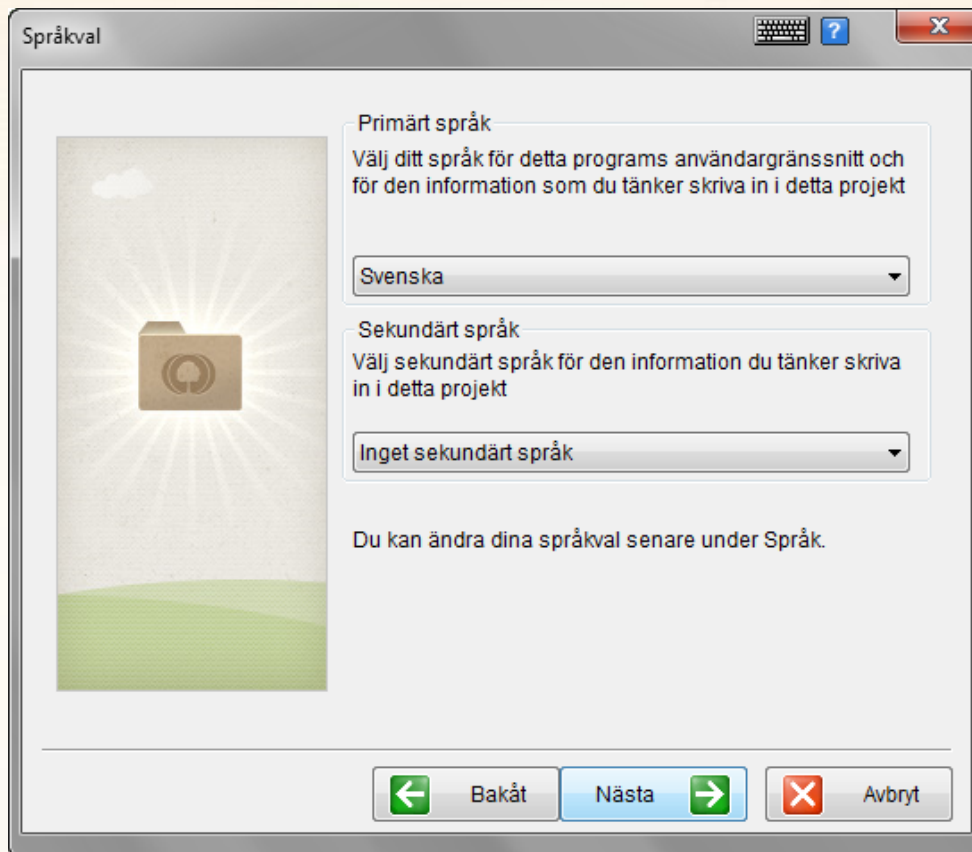 Språkval
Primärt språk
Välj ditt språk för detta programs användargränssnitt och
för den information som du tänker skriva in i detta projekt
Svenska
Sekundärt språk
Välj sekundärt språk för den information du tänker skriva
in i detta projekt
Inget sekundärt språk
Du kan ändra dina språkval senare under Språk.
Bakåt
Nästa
Avbryt